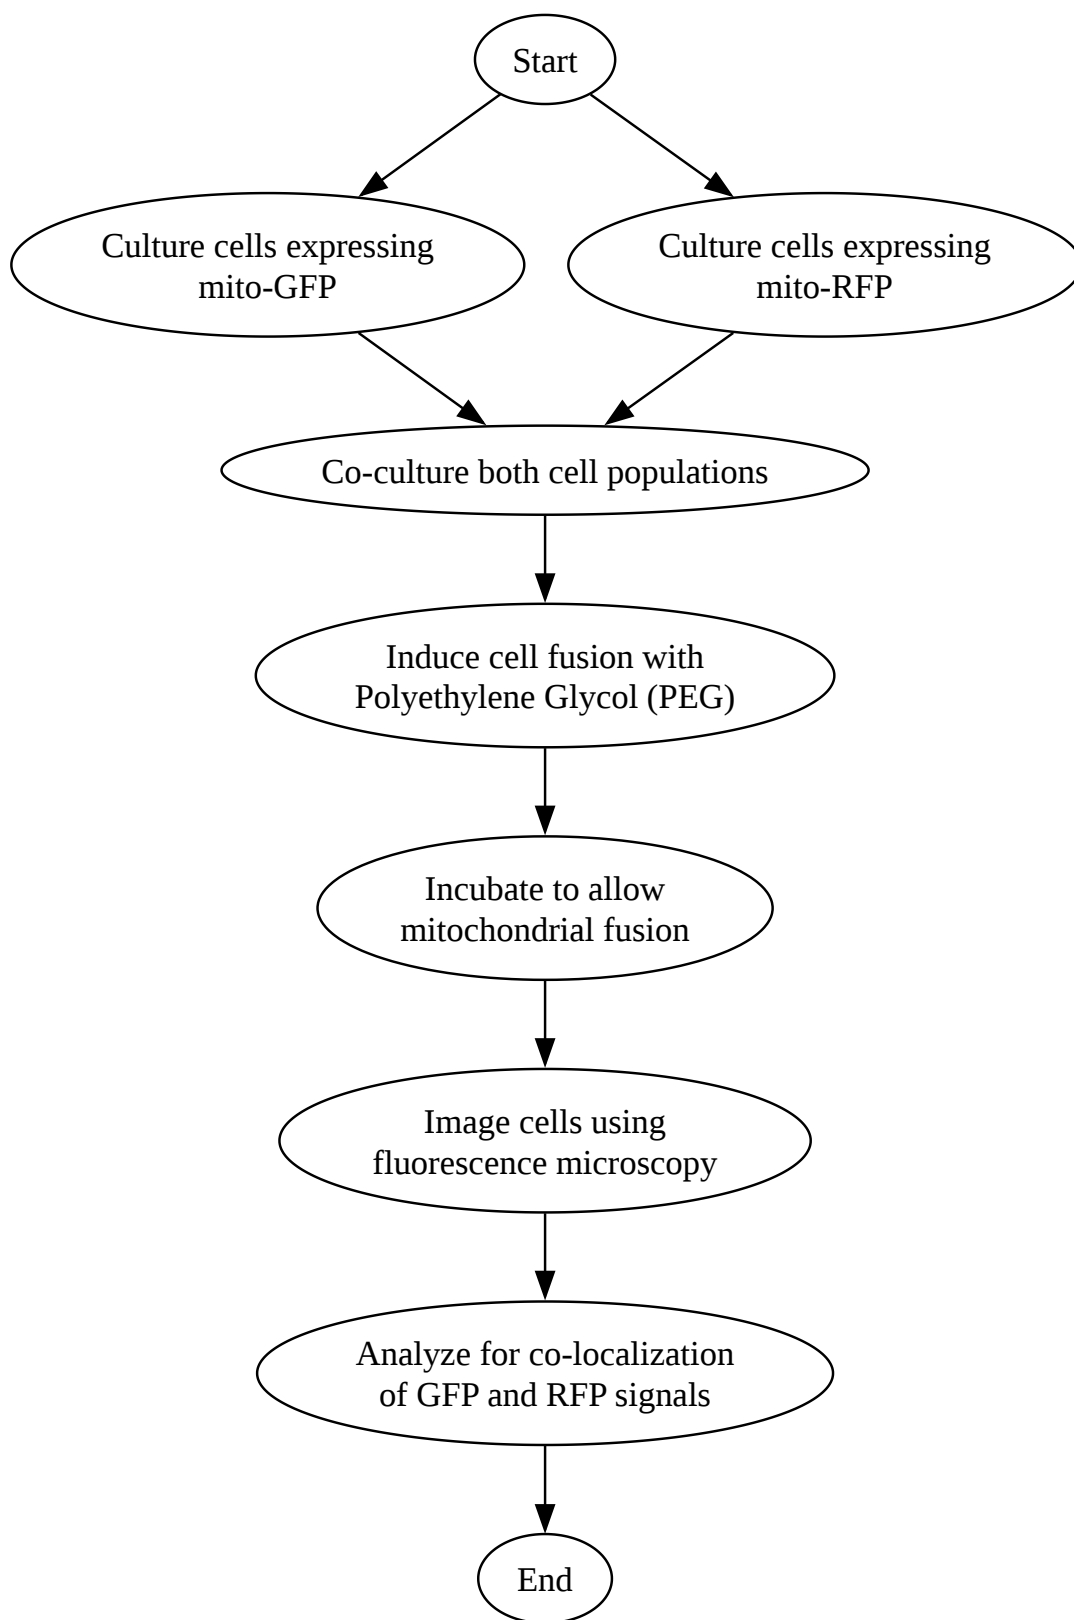 Start
Culture cells expressing
mito-GFP
Culture cells expressing
mito-RFP
Co-culture both cell populations
Induce cell fusion with
Polyethylene Glycol (PEG)
Incubate to allow
mitochondrial fusion
Image cells using
fluorescence microscopy
Analyze for co-localization
of GFP and RFP signals
End